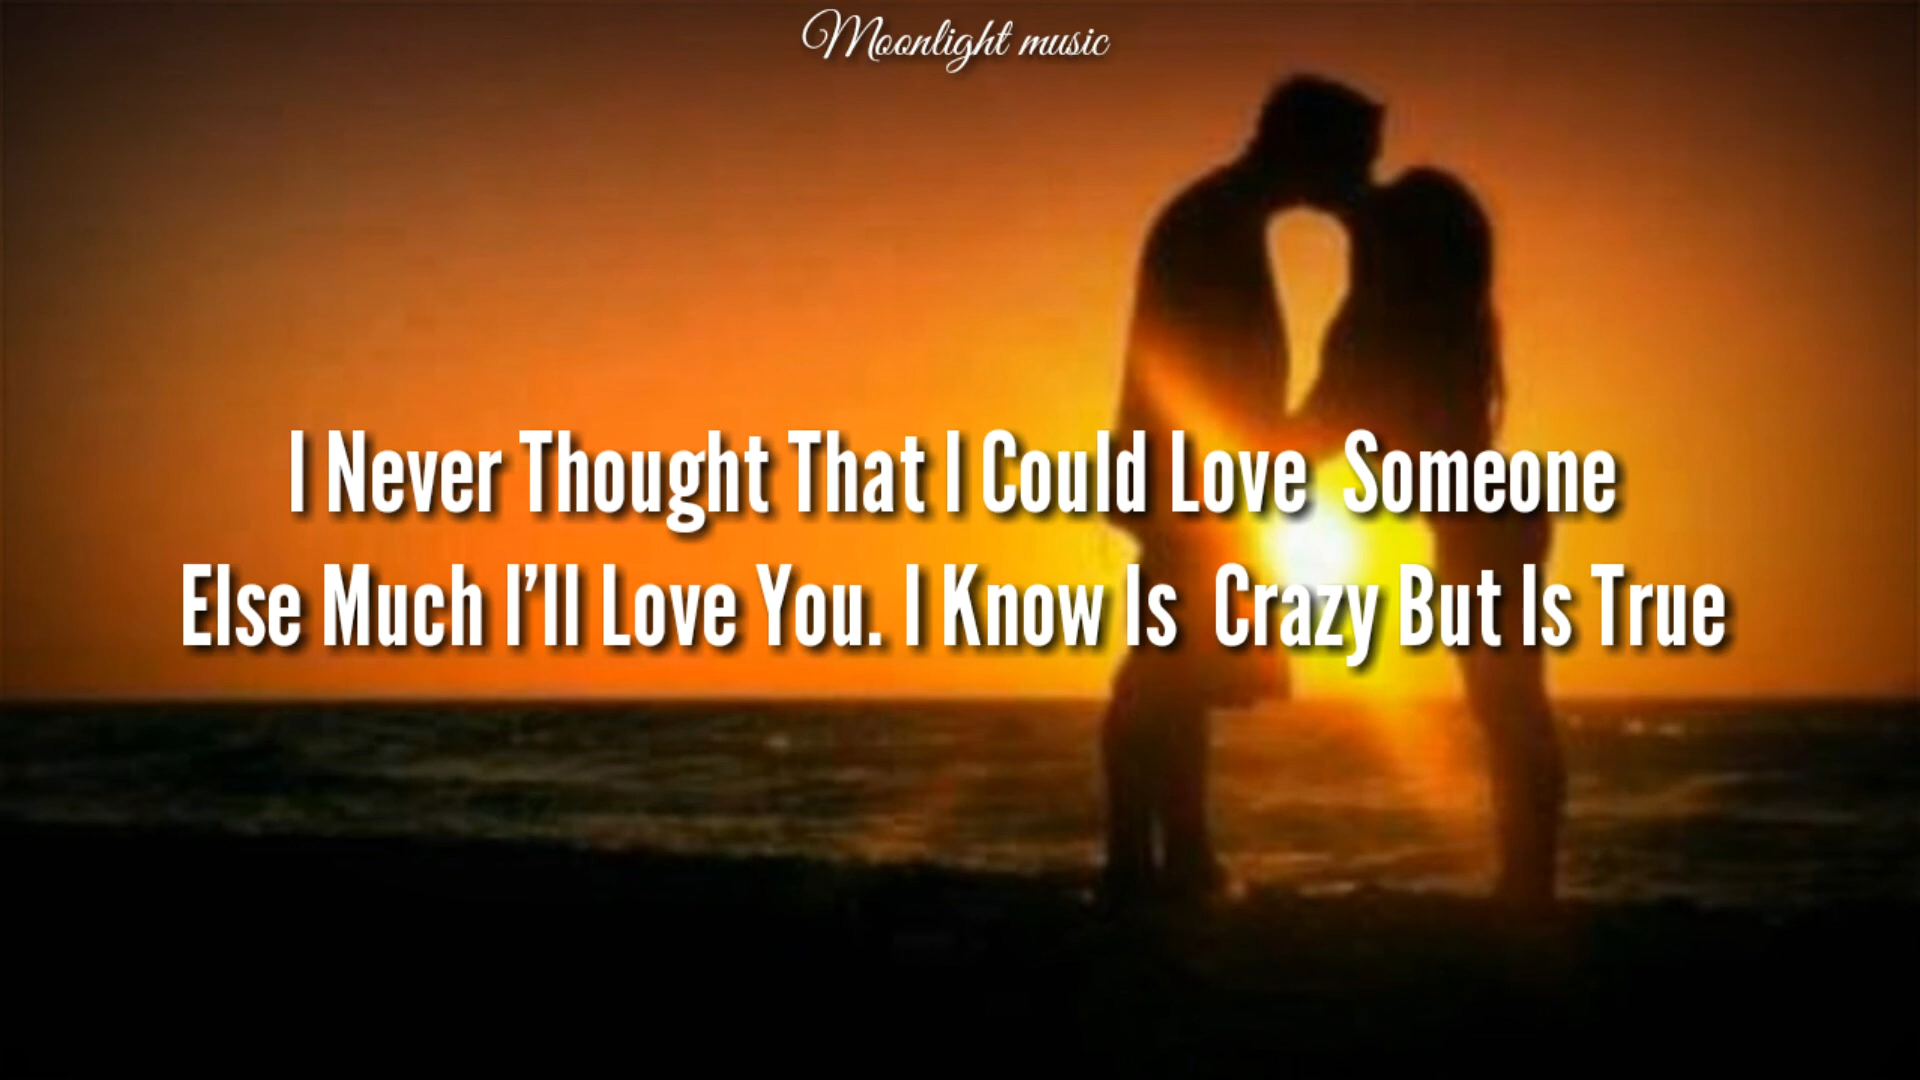 Moonlight music
I Never Thought That I Could Love Someone
Else Much I'll Love You. I Know Is Crazy But Is True